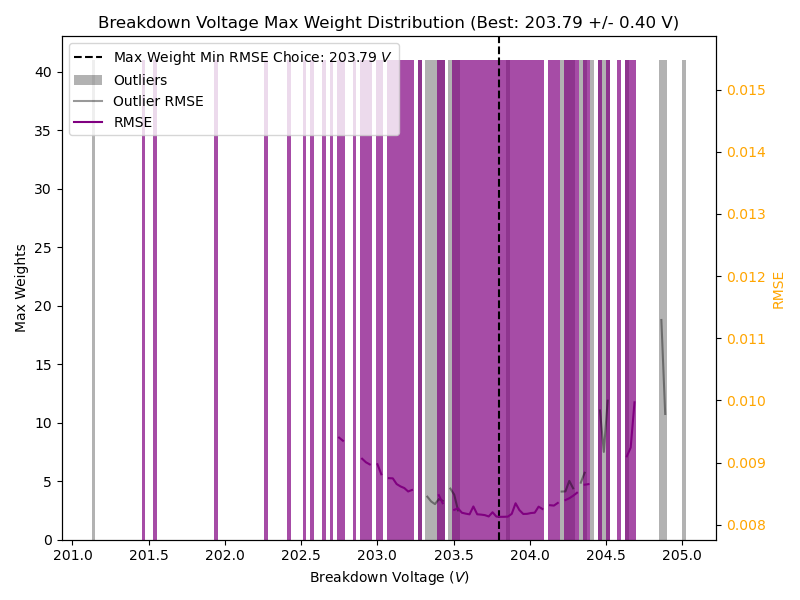 Breakdown Voltage Max Weight Distribution (Best: 203.79 +/- 0.40 V)
Max Weight Min RMSE Choice: 203.79 V
Outliers
Outlier RMSE
RMSE
Max Weights
40
35
30
25
20
15
10
5
0
0.015
0.014
0.013
0.012
0.011
0.010
0.009
0.008
RMSE
201.0 201.5 202.0 202.5 203.0 203.5 204.0 204.5 205.0
Breakdown Voltage (V)